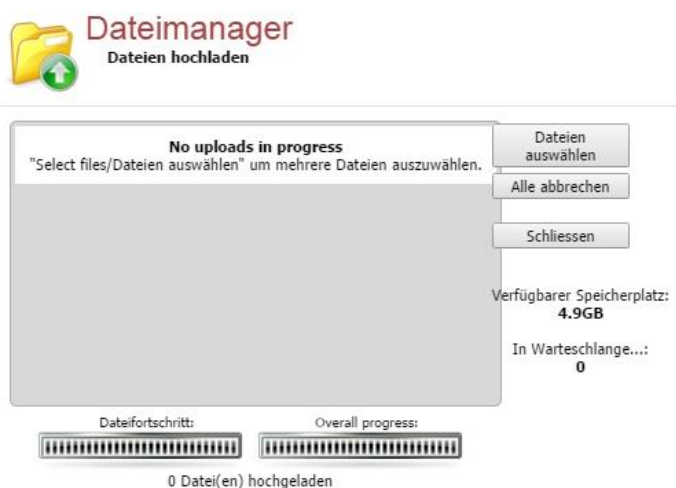 Dateimanager
Dateien hochladen
No uploads in progress
"Select files/Dateien auswählen" um mehrere Dateien auszuwählen.
Dateien
auswählen
Alle abbrechen
Schliessen
Verfügbarer Speicherplatz:
4.9GB
In Warteschlange...:
0
Dateifortschritt:
Overall progress:
0 Datei(en) hochgeladen